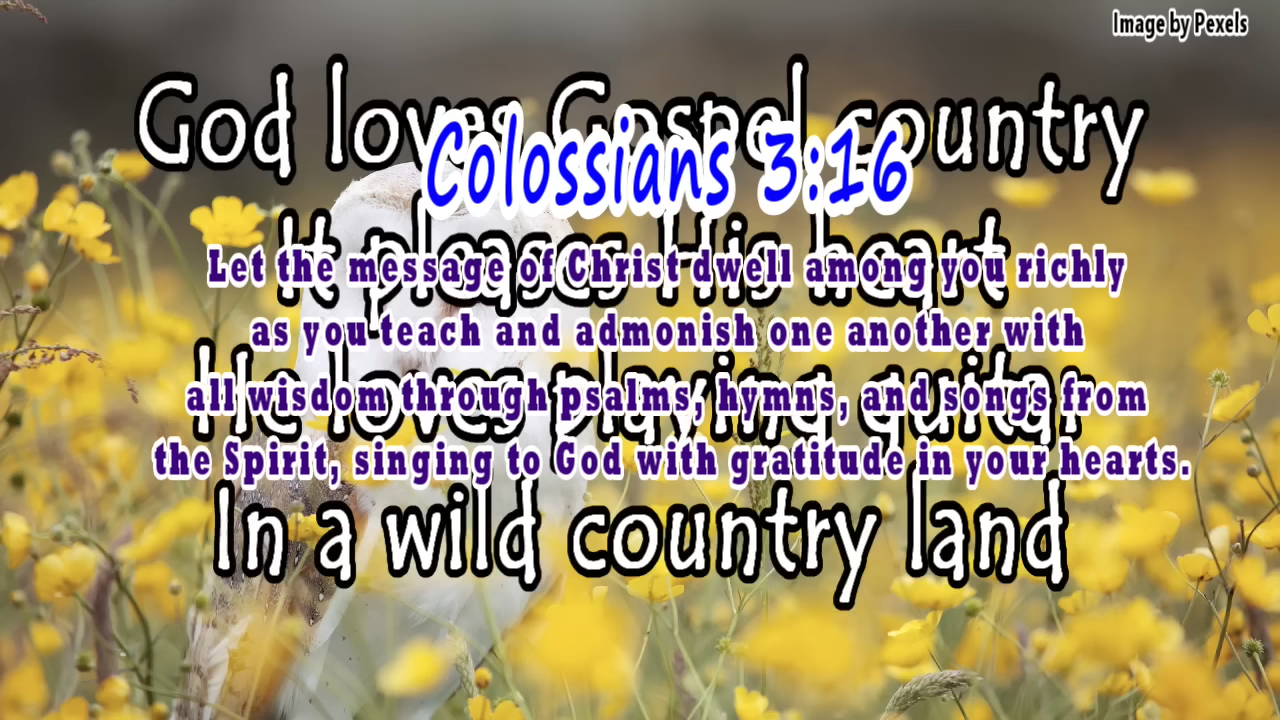 Image by Pexels
God loves Gospel country
Colossians 3:16
It pleases His heart
Let the message of Christ dwell among you richly
as you teach and admonish one another with
He loves playing guitar
all wisdom through psalms, hymns, and songs from
the Spirit, singing to God with gratitude in your hearts.
In a wild country land